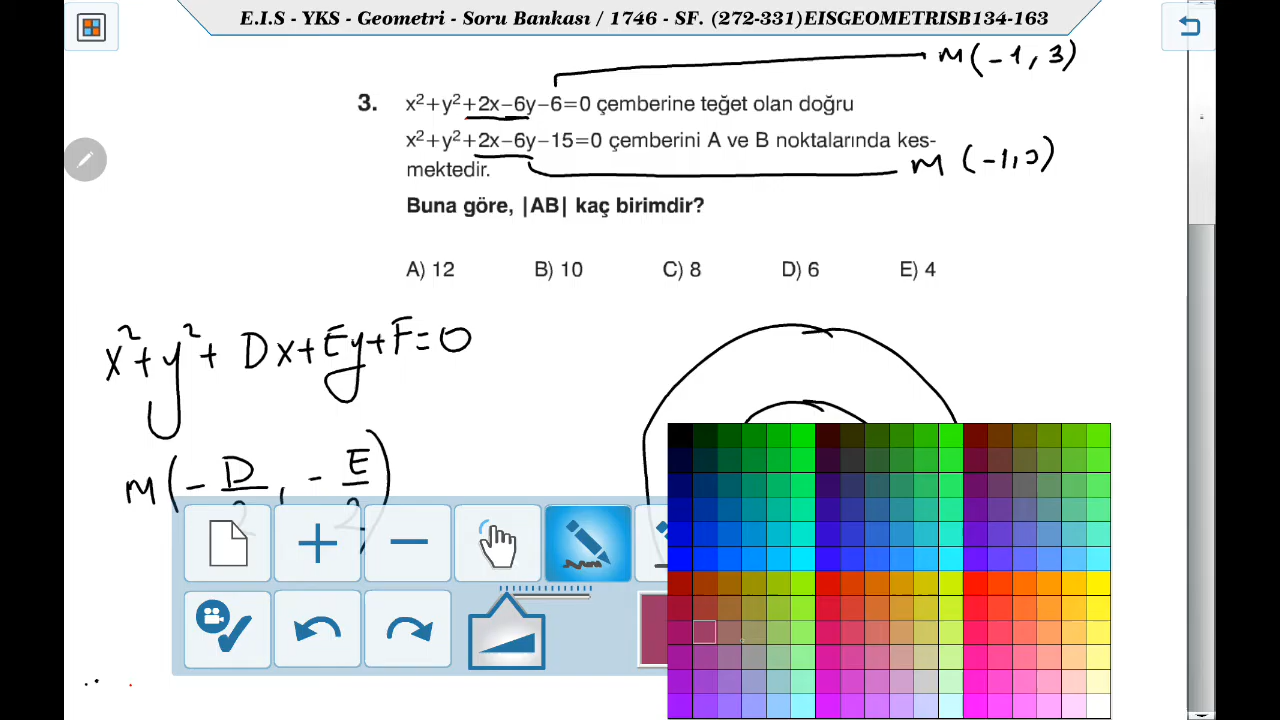 E.I.S - YKS - Geometri - Soru Bankası / 1746 - SF. (272-331)EISGEOMETRISB134-163
M(-1, 3)
3. x²+y²+2x-6y-6=0 çemberine teğet olan doğru
x²+y²+2x-6y-15=0 çemberini A ve B noktalarında kes-
mektedir.
M (-1,3)
Buna göre, |AB| kaç birimdir?
A) 12 B) 10 C) 8 D) 6 E) 4
x²+y²+ Dx+Ey+F=0
M(-D/2, -E/2)